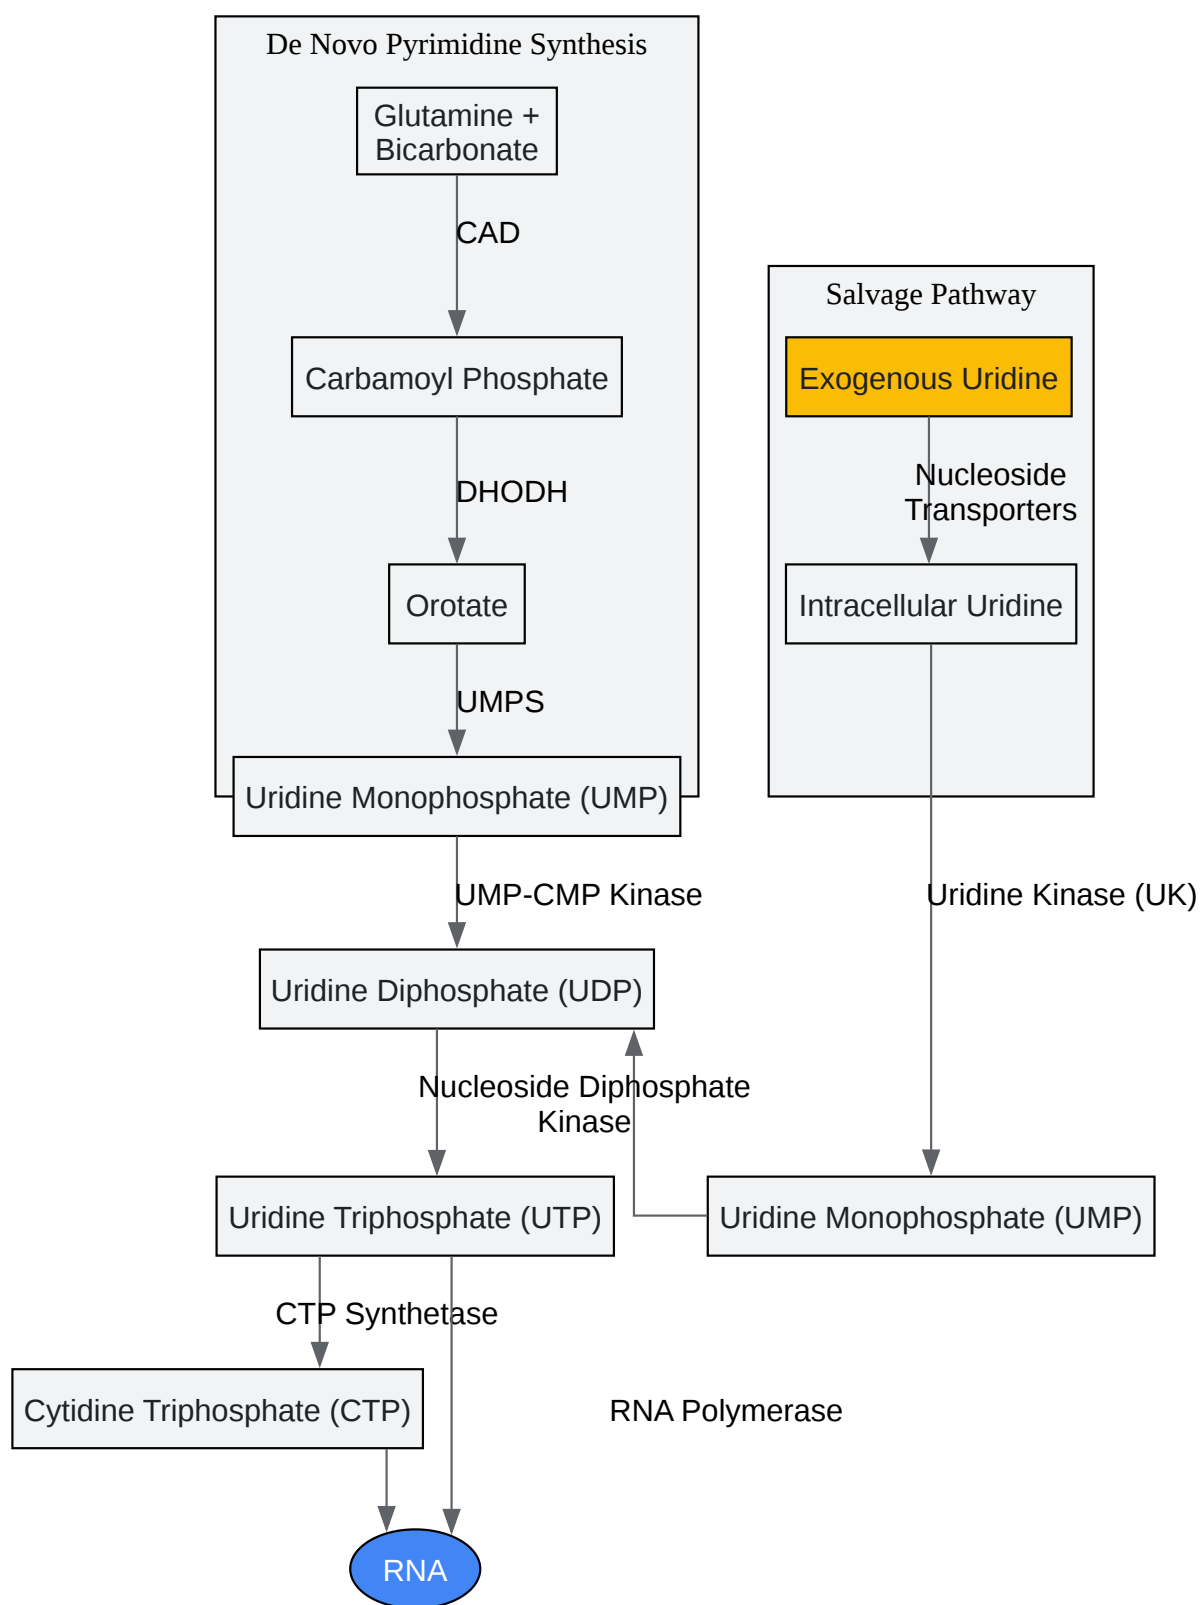 De Novo Pyrimidine Synthesis
Glutamine +
Bicarbonate
CAD
Carbamoyl Phosphate
DHODH
Orotate
UMPS
Uridine Monophosphate (UMP)
Salvage Pathway
Exogenous Uridine
Nucleoside
Transporters
Intracellular Uridine
UMP-CMP Kinase
Uridine Kinase (UK)
Uridine Diphosphate (UDP)
Nucleoside Diphosphate
Kinase
Uridine Triphosphate (UTP)
Uridine Monophosphate (UMP)
CTP Synthetase
Cytidine Triphosphate (CTP)
RNA Polymerase
RNA